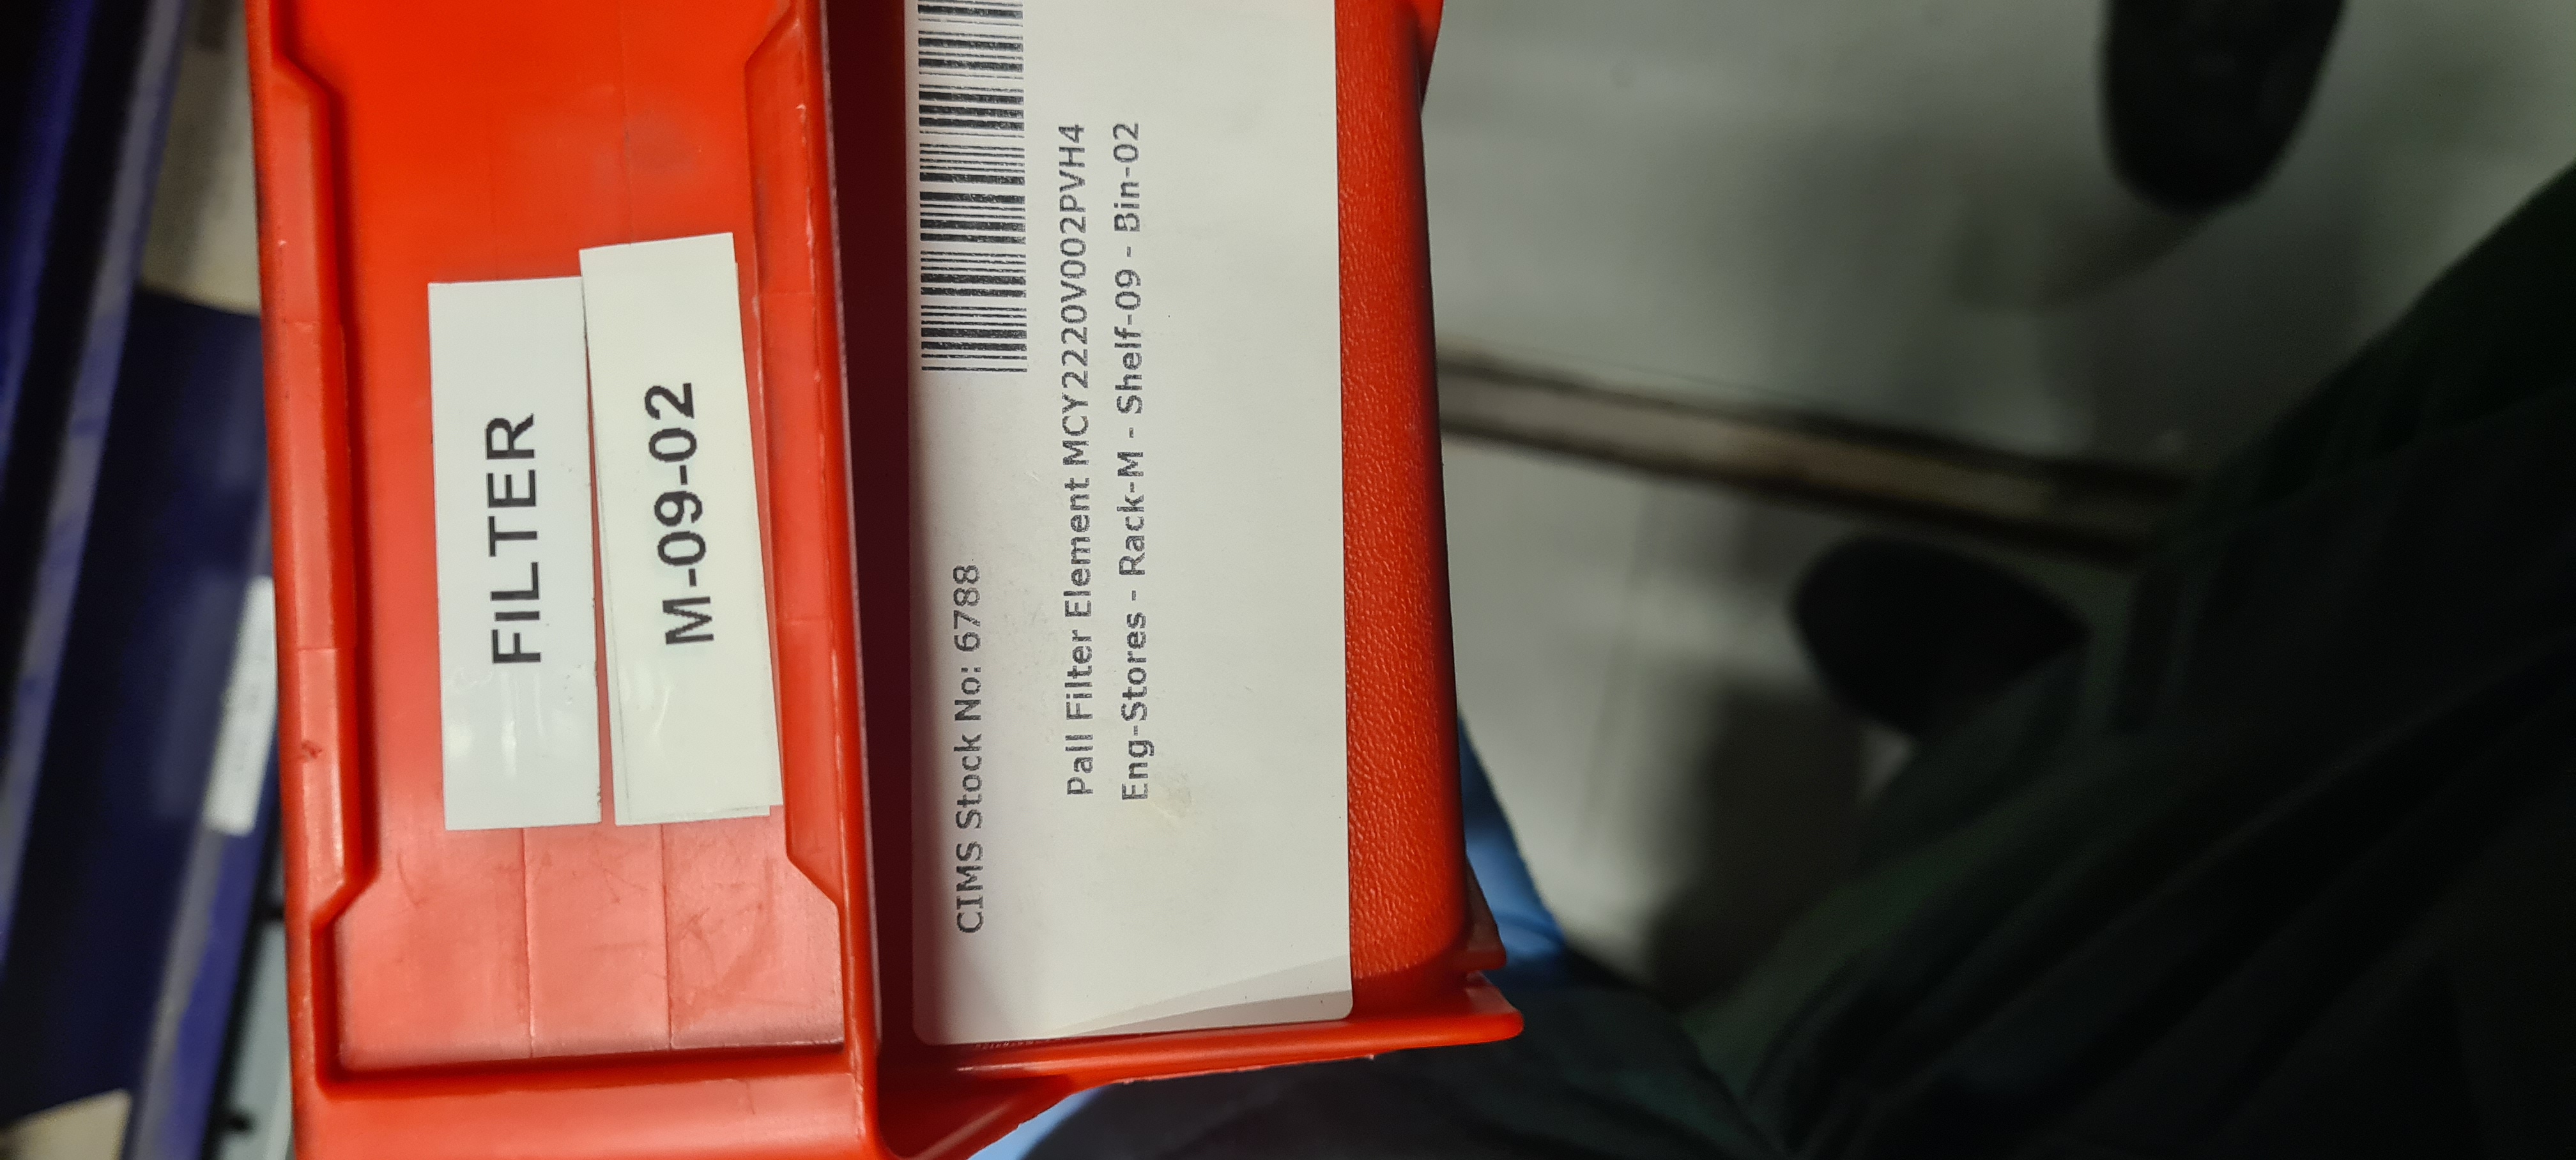 FILTER
M-09-02
CIMS Stock No: 6788
Pall Filter Element MCY2220V002PVH4
Eng-Stores - Rack-M - Shelf-09 - Bin-02